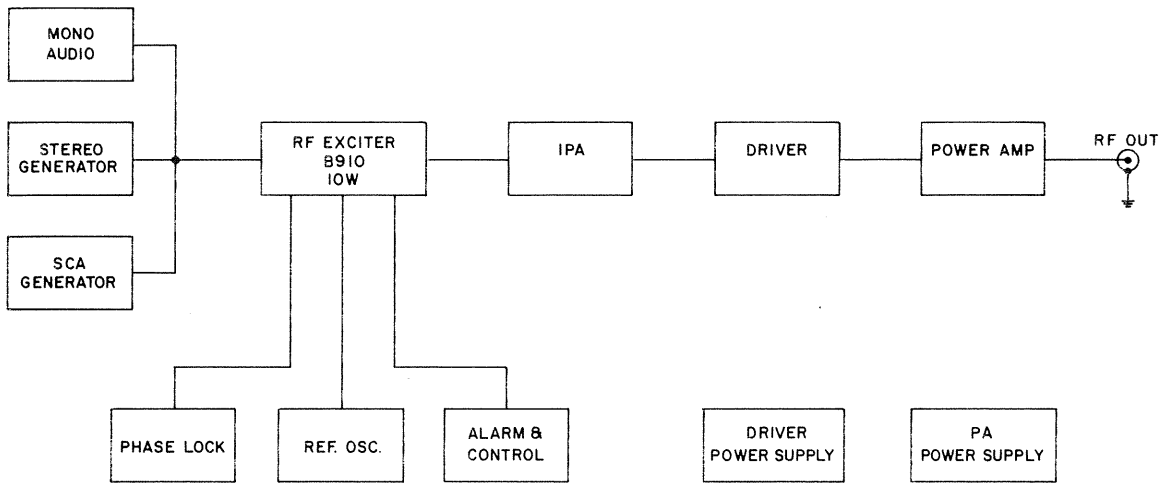 MONO
AUDIO
STEREO
GENERATOR
SCA
GENERATOR
RF EXCITER
8910
10W
IPA
DRIVER
POWER AMP
RF OUT
PHASE LOCK
REF. OSC.
ALARM &
CONTROL
DRIVER
POWER SUPPLY
PA
POWER SUPPLY